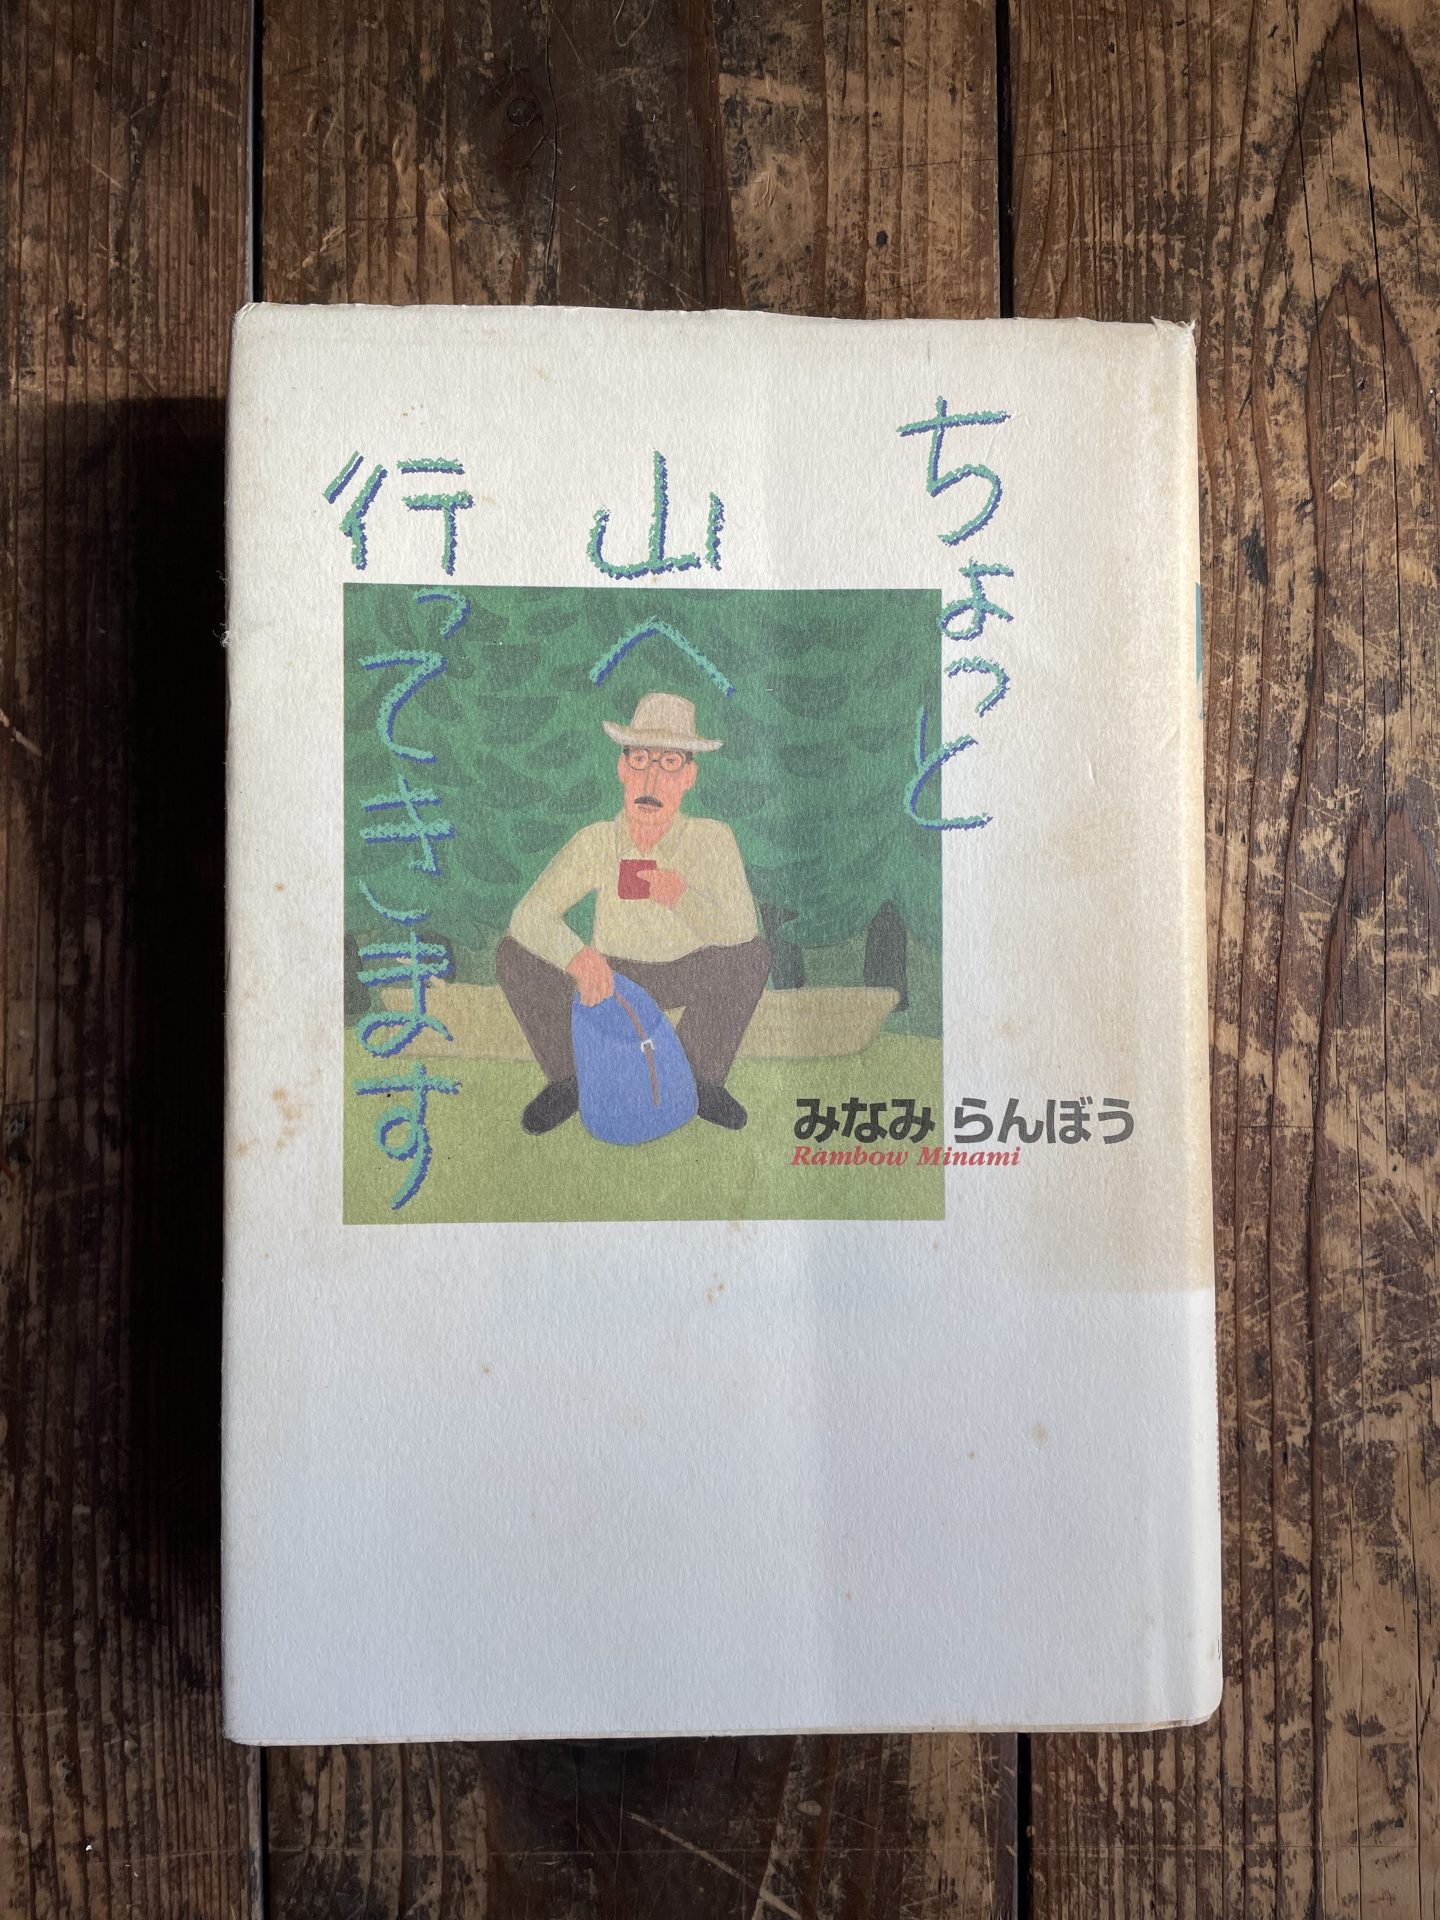 ちょっと
山へ
行ってきます
みなみ らんぼう
Rambow Minami